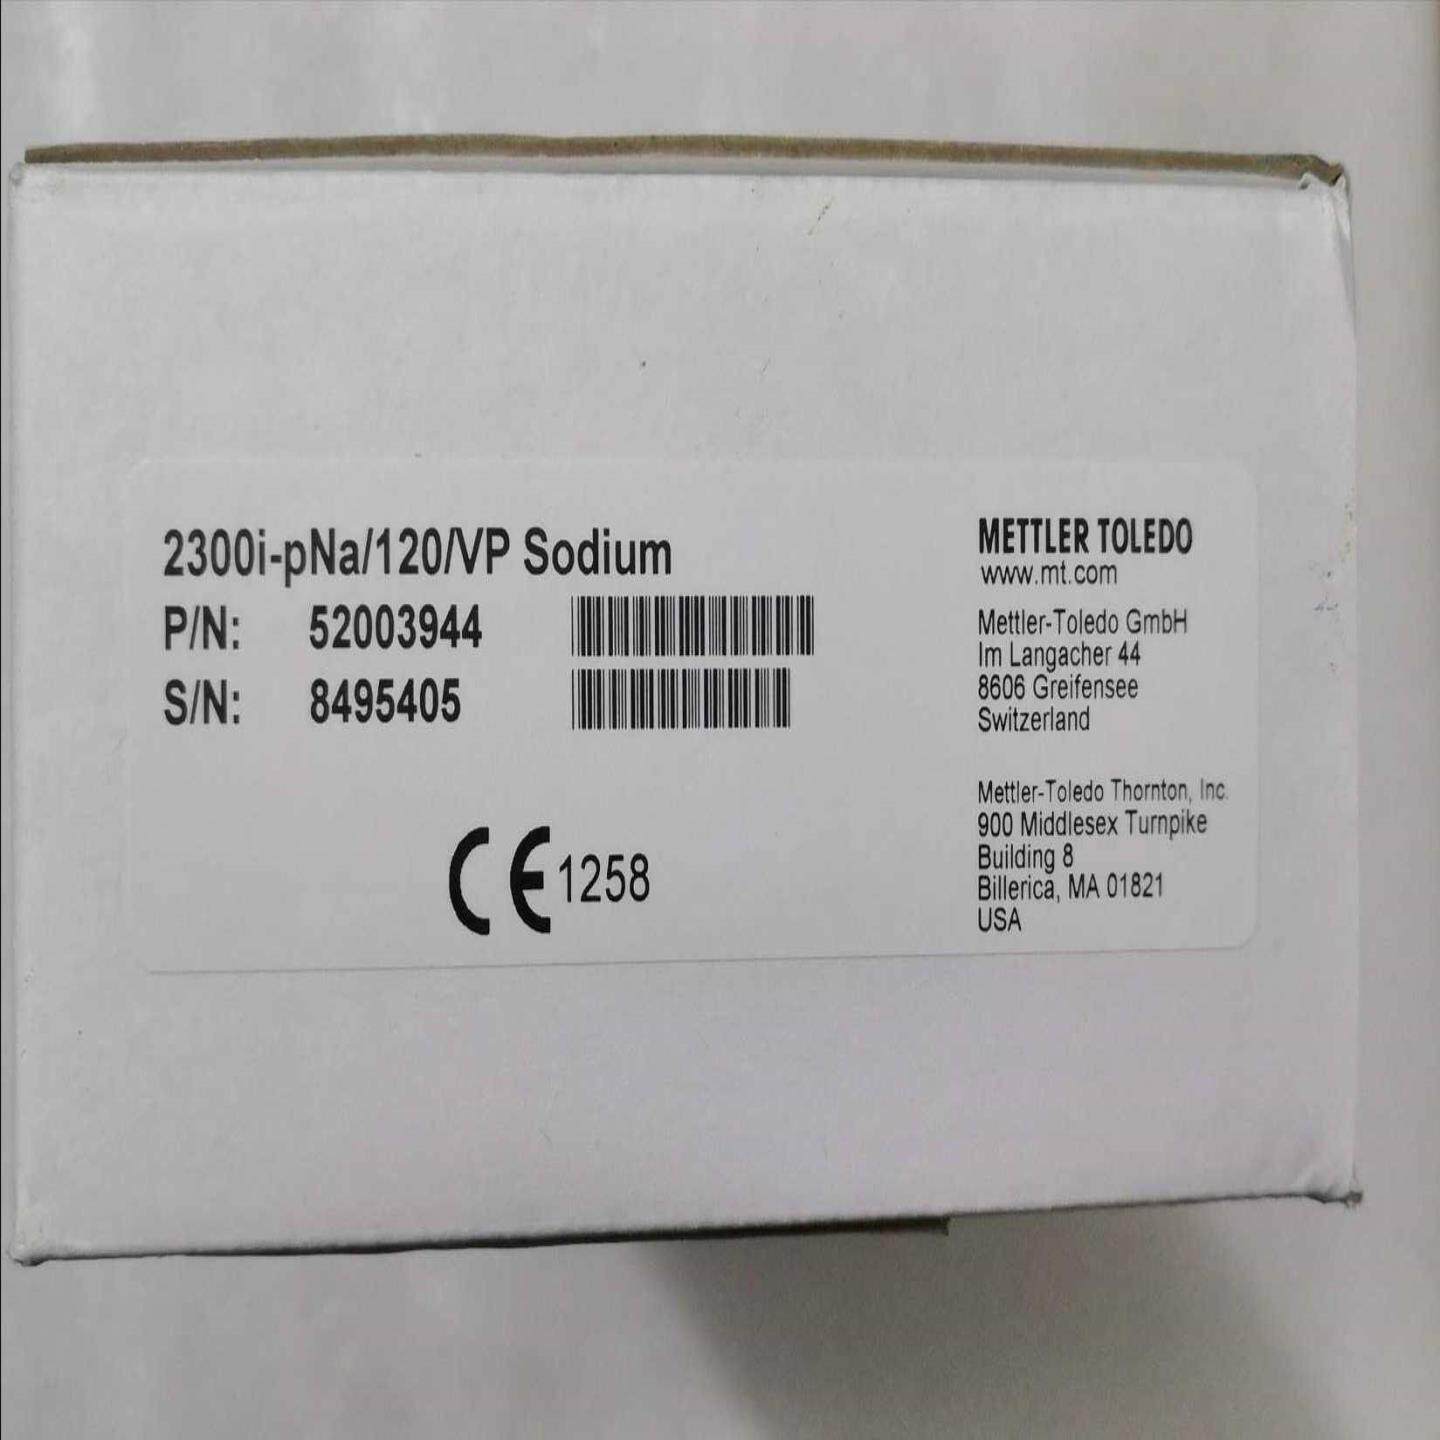 2300i-pNa/120/VP Sodium
P/N: 52003944
S/N: 8495405
CE 1258
METTLER TOLEDO
www.mt.com
Mettler-Toledo GmbH
Im Langacher 44
8606 Greifensee
Switzerland
Mettler-Toledo Thornton, Inc.
900 Middlesex Turnpike
Building 8
Billerica, MA 01821
USA